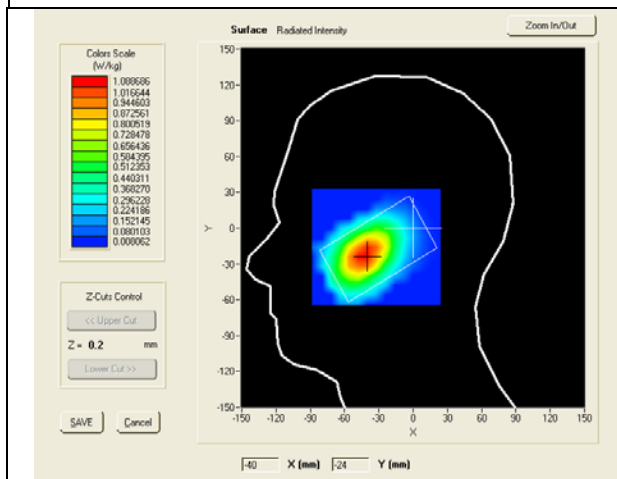 Surface Radiated Intensity
Zoom In/Out
Colors Scale
(W/kg)
1.088686
1.016644
0.944603
0.872561
0.800519
0.728478
0.656436
0.584395
0.512353
0.440311
0.368270
0.296228
0.224186
0.152145
0.080103
0.008062
Z-Cuts Control
<< Upper Cut
Z = 0.2 mm
Lower Cut >>
SAVE Cancel
150-
120-
90-
60-
30-
Y 0-
-30-
-60-
-90-
-120-
-150-
-150 -120 -90 -60 -30 0 30 60 90 120 150
X
-40 X (mm) -24 Y (mm)